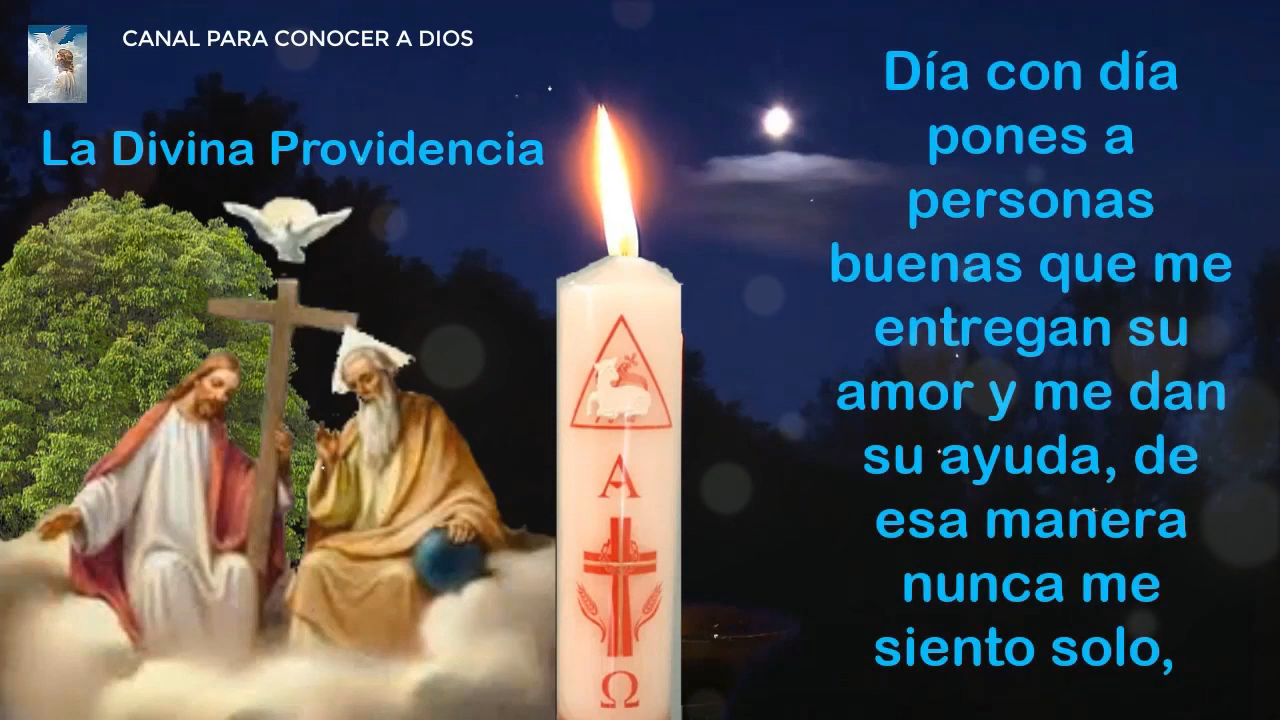 CANAL PARA CONOCER A DIOS
La Divina Providencia
Día con día
pones a
personas
buenas que me
entregan su
amor y me dan
su ayuda, de
esa manera
nunca me
siento solo,
Α
Ω